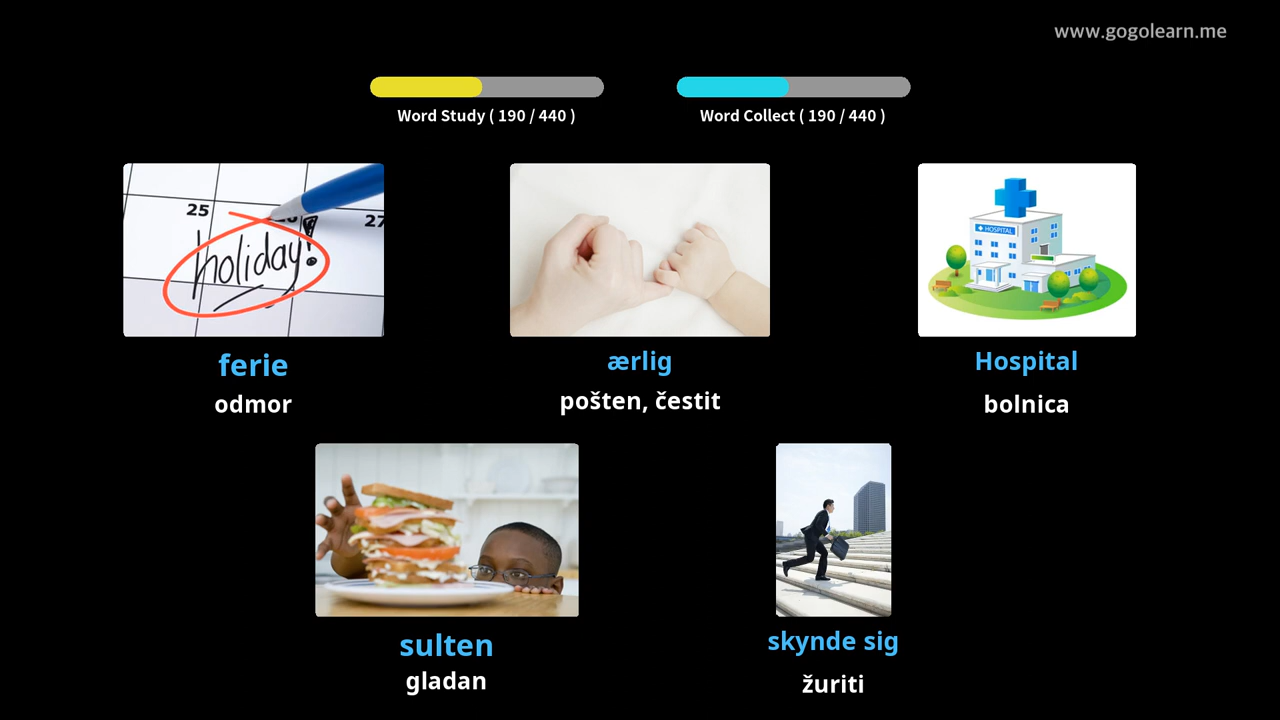 www.gogolearn.me
Word Study ( 190 / 440 )
Word Collect ( 190 / 440 )
25
27
holiday!
HOSPITAL
ferie
odmor
ærlig
pošten, čestit
Hospital
bolnica
sulten
gladan
skynde sig
žuriti